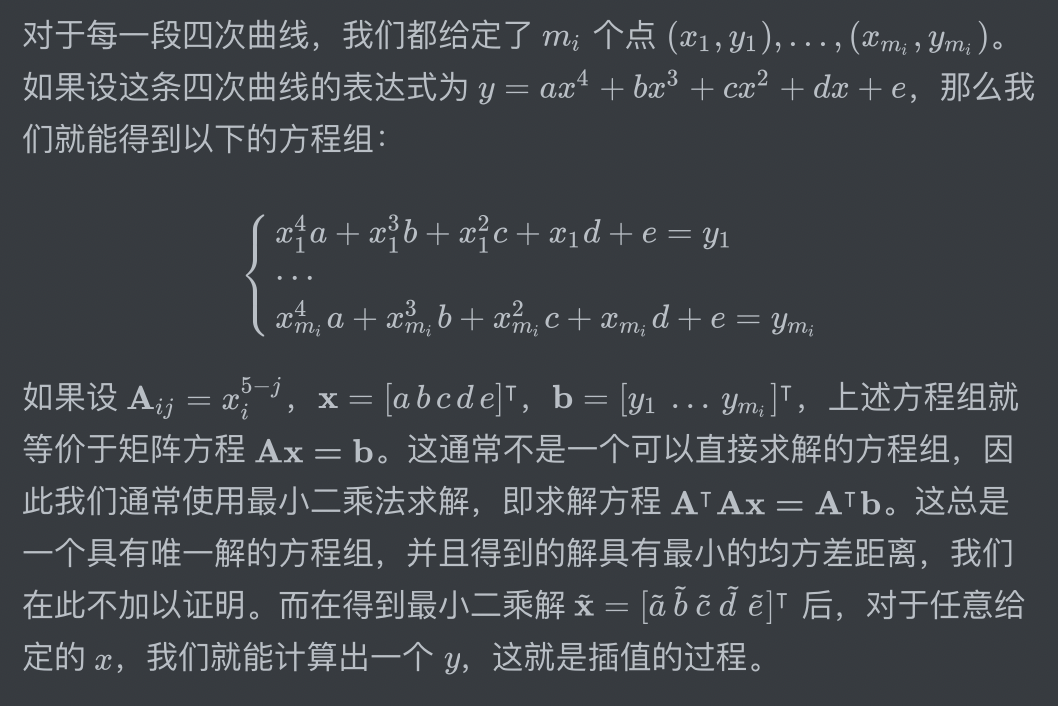 对于每一段四次曲线，我们都给定了 $m_i$ 个点 $(x_1, y_1), \ldots, (x_{m_i}, y_{m_i})$。
如果设这条四次曲线的表达式为 $y = ax^4 + bx^3 + cx^2 + dx + e$，那么我
们就能得到以下的方程组：
$x_1^4 a + x_1^3 b + x_1^2 c + x_1 d + e = y_1$
$\cdots$
$x_{m_i}^4 a + x_{m_i}^3 b + x_{m_i}^2 c + x_{m_i} d + e = y_{m_i}$
如果设 $\mathbf{A}_{ij} = x_i^{5-j}$，$\mathbf{x} = [a\,b\,c\,d\,e]^\intercal$，$\mathbf{b} = [y_1\ \ldots\ y_{m_i}]^\intercal$，上述方程组就
等价于矩阵方程 $\mathbf{Ax} = \mathbf{b}$。这通常不是一个可以直接求解的方程组，因
此我们通常使用最小二乘法求解，即求解方程 $\mathbf{A}^\intercal\mathbf{Ax} = \mathbf{A}^\intercal\mathbf{b}$。这总是
一个具有唯一解的方程组，并且得到的解具有最小的均方差距离，我们
在此不加以证明。而在得到最小二乘解 $\tilde{\mathbf{x}} = [\tilde{a}\,\tilde{b}\,\tilde{c}\,\tilde{d}\,\tilde{e}]^\intercal$ 后，对于任意给
定的 $x$，我们就能计算出一个 $y$，这就是插值的过程。